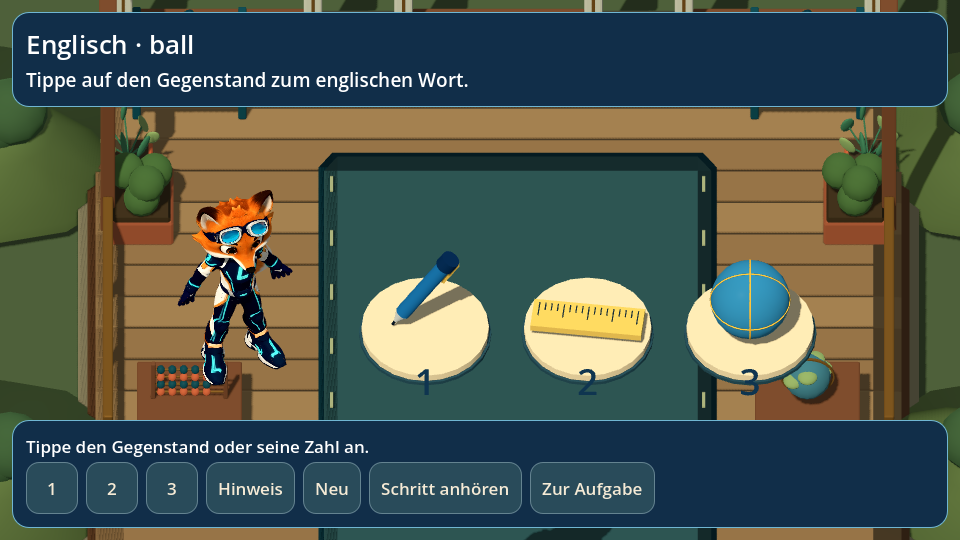 Englisch · ball
Tippe auf den Gegenstand zum englischen Wort.
1
2
3
Tippe den Gegenstand oder seine Zahl an.
1
2
3
Hinweis
Neu
Schritt anhören
Zur Aufgabe